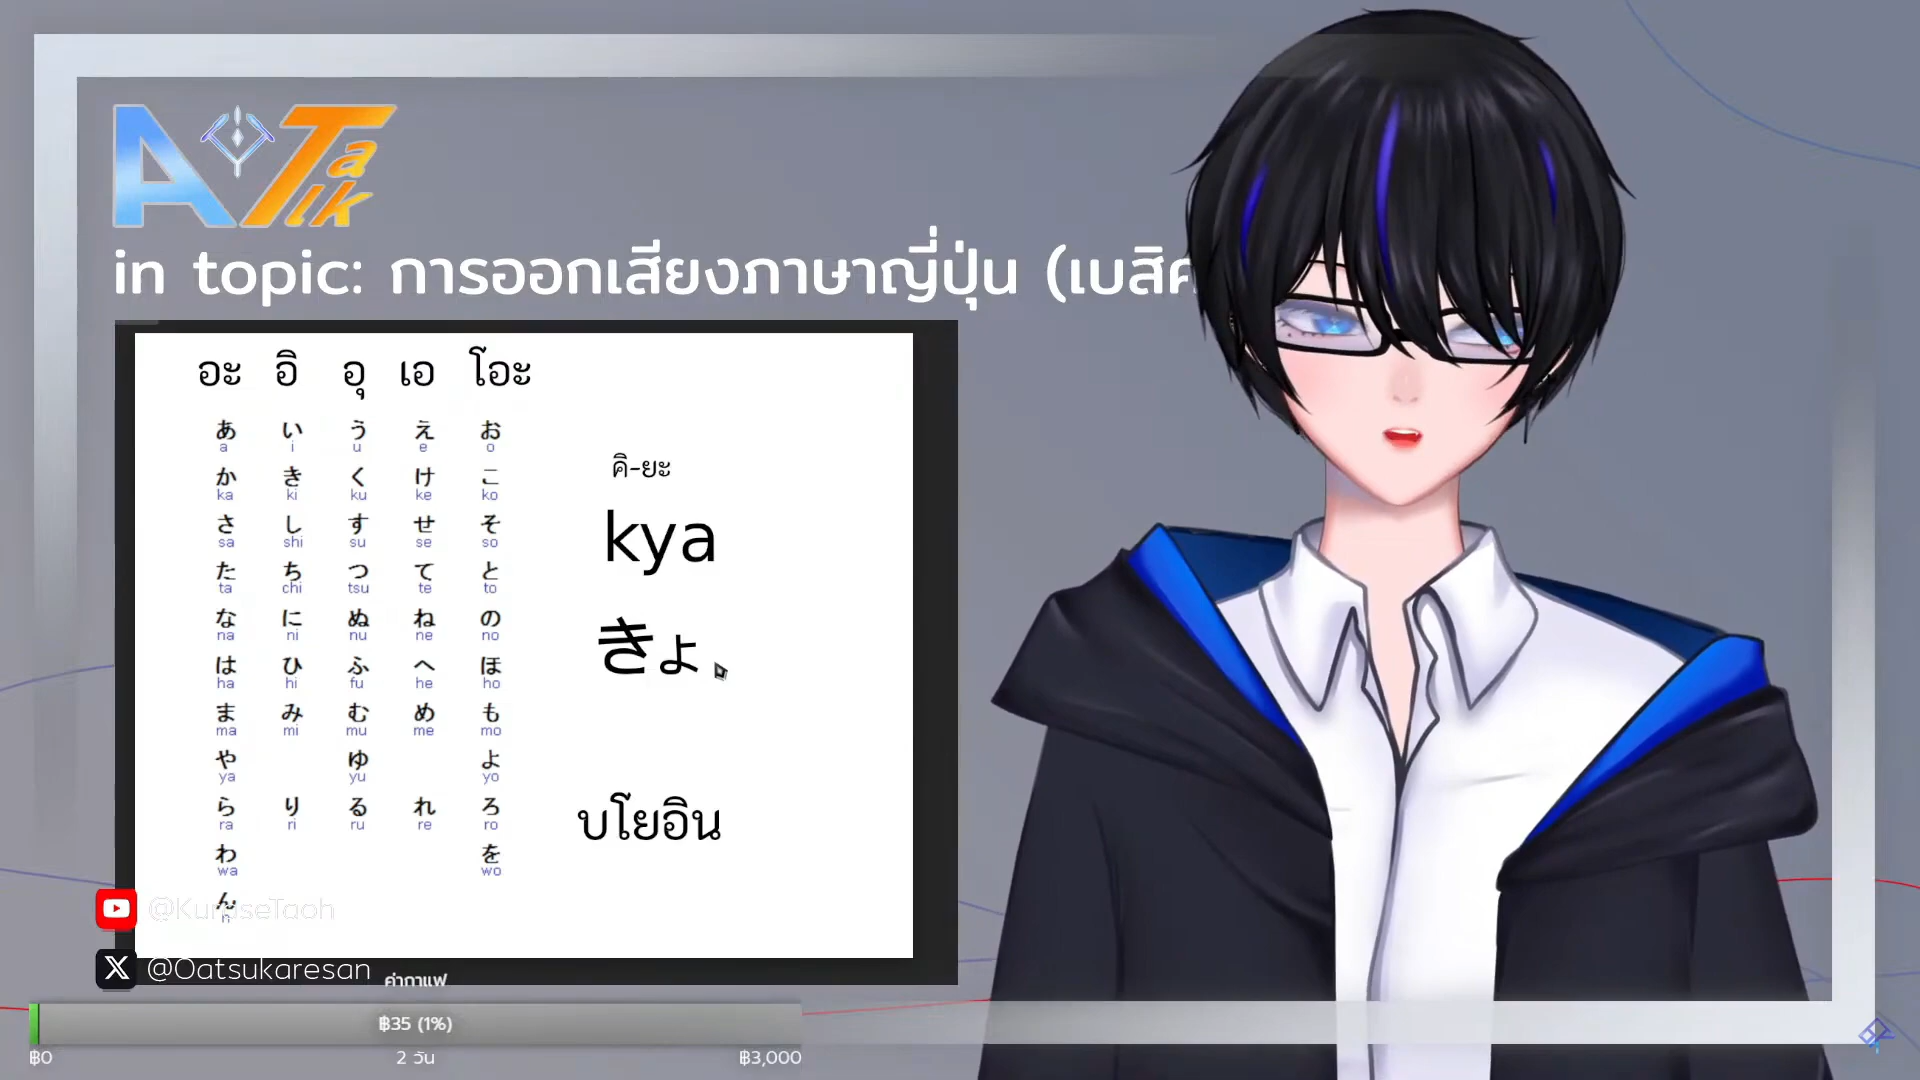 A Talk
in topic: การออกเสียงภาษาญี่ปุ่น (เบสิค
อะ อิ อุ เอ โอะ
あ い う え お
a i u e o
か き く け こ
ka ki ku ke ko
さ し す せ そ
sa shi su se so
た ち つ て と
ta chi tsu te to
な に ぬ ね の
na ni nu ne no
は ひ ふ へ ほ
ha hi fu he ho
ま み む め も
ma mi mu me mo
や ゆ よ
ya yu yo
ら り る れ ろ
ra ri ru re ro
わ を
wa wo
ん
n
คิ-ยะ
kya
きょ
บโยอิน
@KuroseTaoh
@Oatsukaresan
ค่ากาแฟ
฿35 (1%)
฿0 2 วัน ฿3,000